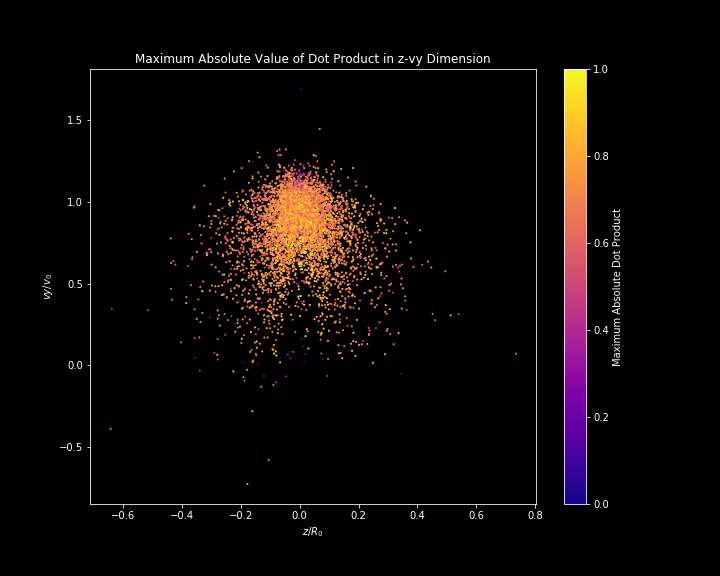 Maximum Absolute Value of Dot Product in z-vy Dimension
1.5
1.0
0.5
0.0
−0.5
vy/v₀
−0.6 −0.4 −0.2 0.0 0.2 0.4 0.6 0.8
z/R₀
1.0
0.8
0.6
0.4
0.2
0.0
Maximum Absolute Dot Product